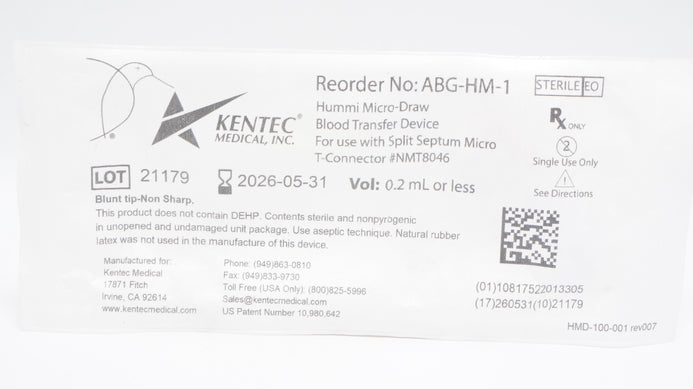 Reorder No: ABG-HM-1
STERILE EO
Hummi Micro-Draw
Blood Transfer Device
For use with Split Septum Micro
T-Connector #NMT8046
KENTEC®
MEDICAL, INC.
®
Rx ONLY
2
Single Use Only
See Directions
LOT 21179 2026-05-31 Vol: 0.2 mL or less
Blunt tip-Non Sharp.
This product does not contain DEHP. Contents sterile and nonpyrogenic
in unopened and undamaged unit package. Use aseptic technique. Natural rubber
latex was not used in the manufacture of this device.
Manufactured for:
Kentec Medical
17871 Fitch
Irvine, CA 92614
www.kentecmedical.com
Phone: (949)863-0810
Fax: (949)833-9730
Toll Free (USA Only): (800)825-5996
Sales@kentecmedical.com
US Patent Number 10,980,642
(01)10817522013305
(17)260531(10)21179
HMD-100-001 rev007